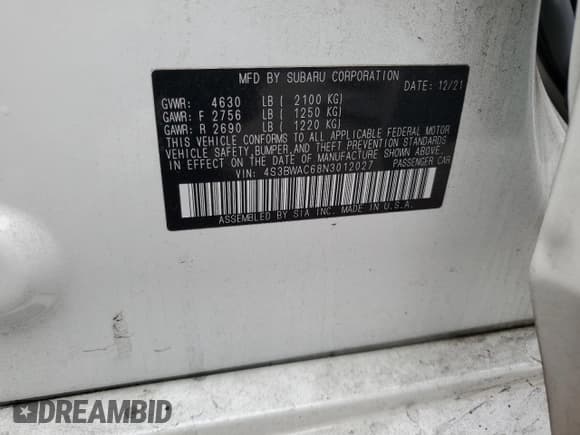 MFD BY SUBARU CORPORATION
DATE: 12/21
GVWR: 4630 LB ( 2100 KG)
GAWR: F 2756 LB ( 1250 KG)
GAWR: R 2690 LB ( 1220 KG)
THIS VEHICLE CONFORMS TO ALL APPLICABLE FEDERAL MOTOR
VEHICLE SAFETY, BUMPER, AND THEFT PREVENTION STANDARDS
IN EFFECT ON THE DATE OF MANUFACTURE SHOWN ABOVE.
VIN: 4S3BWAC68N3012027 PASSENGER CAR
ASSEMBLED BY SIA INC. MADE IN U.S.A.
DREAMBID